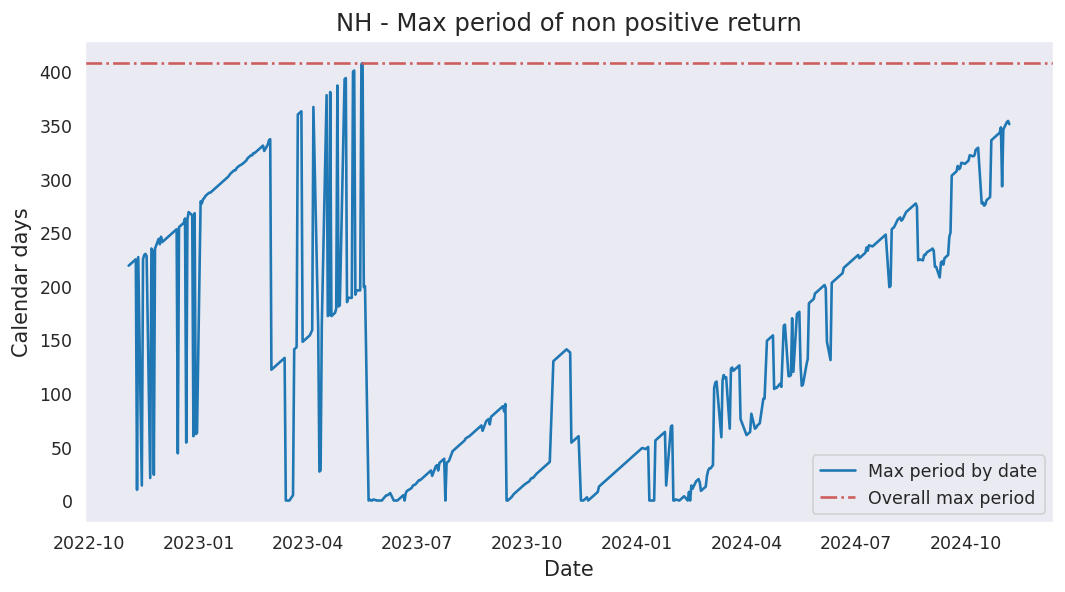 NH - Max period of non positive return
Calendar days
400
350
300
250
200
150
100
50
0
2022-10 2023-01 2023-04 2023-07 2023-10 2024-01 2024-04 2024-07 2024-10
Date
Max period by date
Overall max period